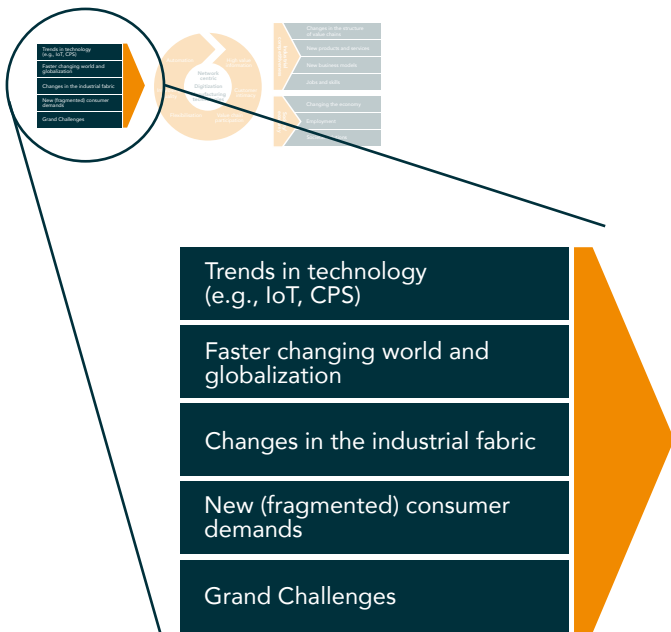 Trends in technology
(e.g., IoT, CPS)
Faster changing world and
globalization
Changes in the industrial fabric
New (fragmented) consumer
demands
Grand Challenges
Network
centric
Digitisation
Changes in the structure
of value chains
New products and services
New business models
Jobs and skills
Changing the economy
Employment
Trends in technology
(e.g., IoT, CPS)
Faster changing world and
globalization
Changes in the industrial fabric
New (fragmented) consumer
demands
Grand Challenges